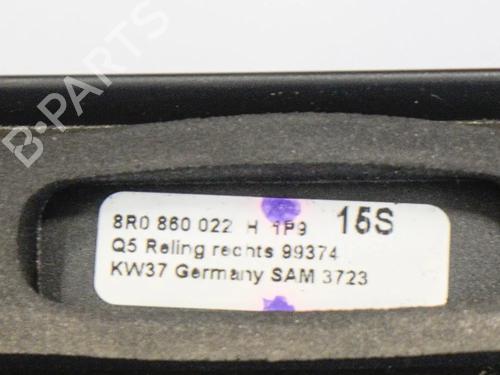 B-PARTS
8R0 860 022 H 1P9 15S
Q5 Reling rechts 99374
KW37 Germany SAM 3723